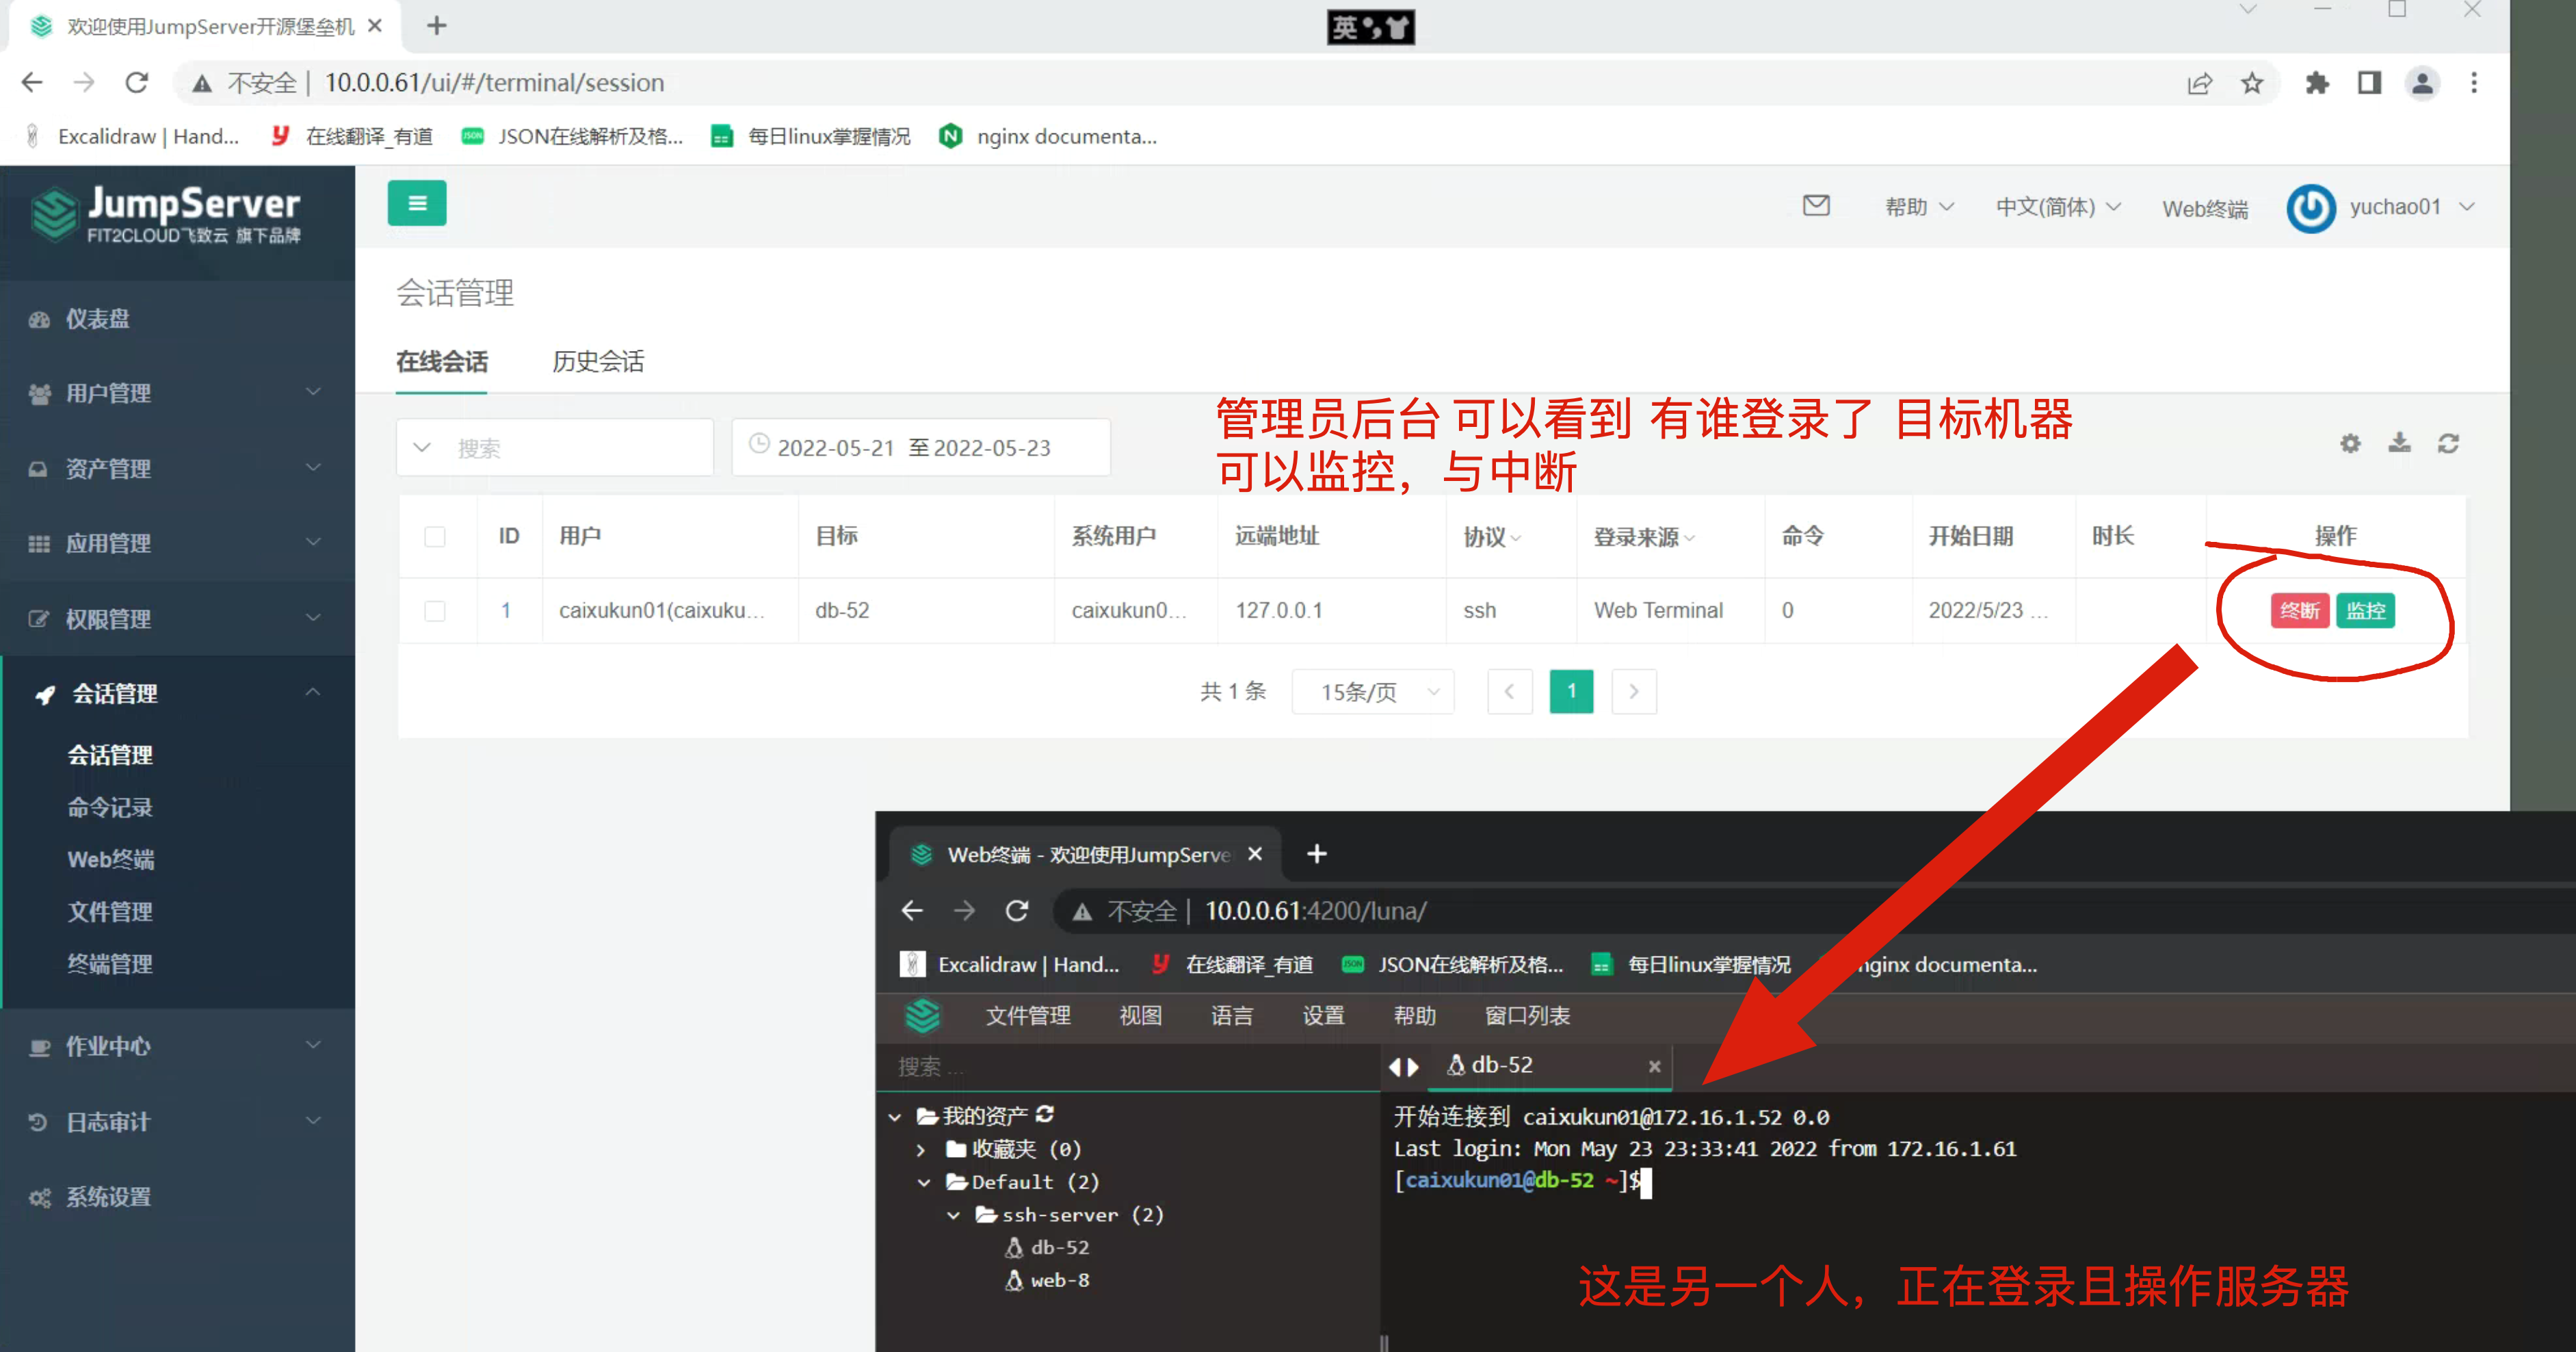 欢迎使用JumpServer开源堡垒机
英
不安全 | 10.0.0.61/ui/#/terminal/session
Excalidraw | Hand... 在线翻译_有道 JSON在线解析及格... 每日linux掌握情况 nginx documenta...
JumpServer
FIT2CLOUD飞致云 旗下品牌
帮助 中文(简体) Web终端 yuchao01
仪表盘
用户管理
资产管理
应用管理
权限管理
会话管理
会话管理
命令记录
Web终端
文件管理
终端管理
作业中心
日志审计
系统设置
会话管理
在线会话 历史会话
管理员后台 可以看到 有谁登录了 目标机器
可以监控，与中断
搜索 2022-05-21 至 2022-05-23
ID 用户 目标 系统用户 远端地址 协议 登录来源 命令 开始日期 时长 操作
1 caixukun01(caixuku... db-52 caixukun0... 127.0.0.1 ssh Web Terminal 0 2022/5/23 ... 终断 监控
共 1 条 15条/页 1
Web终端 - 欢迎使用JumpServe
不安全 | 10.0.0.61:4200/luna/
Excalidraw | Hand... 在线翻译_有道 JSON在线解析及格... 每日linux掌握情况 nginx documenta...
文件管理 视图 语言 设置 帮助 窗口列表
搜索 ...
我的资产
收藏夹 (0)
Default (2)
ssh-server (2)
db-52
web-8
db-52
开始连接到 caixukun01@172.16.1.52 0.0
Last login: Mon May 23 23:33:41 2022 from 172.16.1.61
[caixukun01@db-52 ~]$
这是另一个人，正在登录且操作服务器